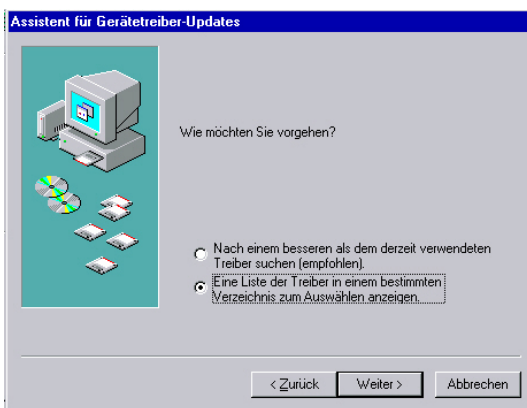 Assistent für Gerätetreiber-Updates
Wie möchten Sie vorgehen?
Nach einem besseren als dem derzeit verwendeten
Treiber suchen (empfohlen).
Eine Liste der Treiber in einem bestimmten
Verzeichnis zum Auswählen anzeigen.
< Zurück Weiter > Abbrechen